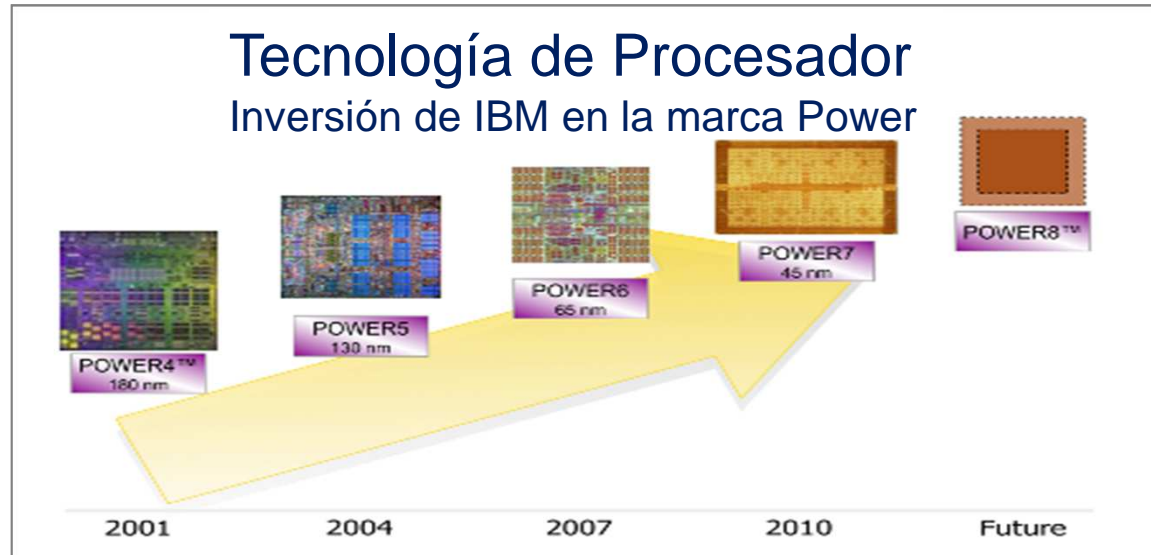 Tecnología de Procesador
Inversión de IBM en la marca Power
POWER4™
180 nm
POWER5
130 nm
POWER6
65 nm
POWER7
45 nm
POWER8™
2001
2004
2007
2010
Future